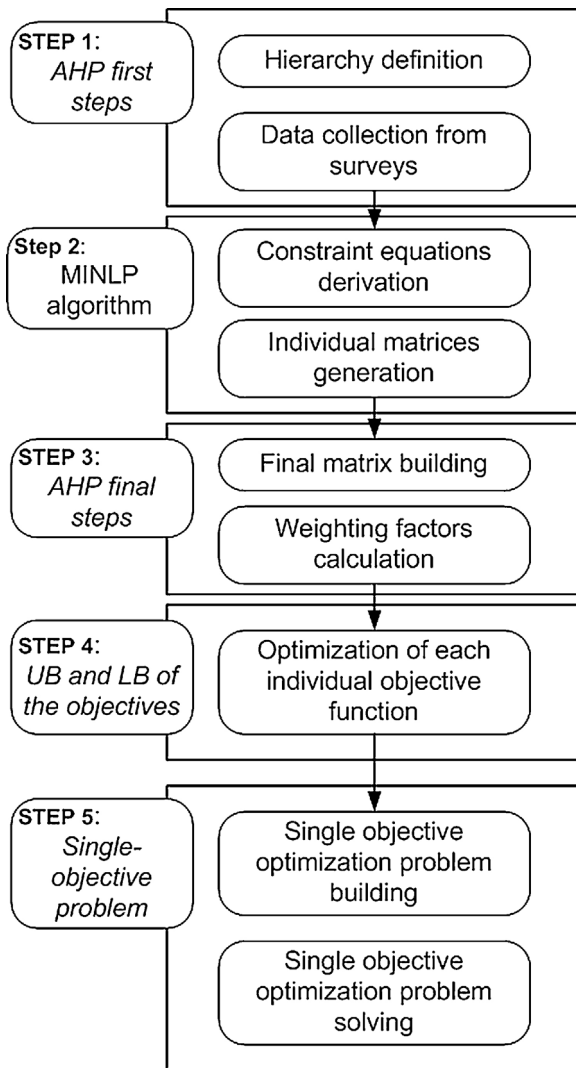 STEP 1:
AHP first
steps
Hierarchy definition
Data collection from
surveys
Step 2:
MINLP
algorithm
Constraint equations
derivation
Individual matrices
generation
STEP 3:
AHP final
steps
Final matrix building
Weighting factors
calculation
STEP 4:
UB and LB of
the objectives
Optimization of each
individual objective
function
STEP 5:
Single-
objective
problem
Single objective
optimization problem
building
Single objective
optimization problem
solving